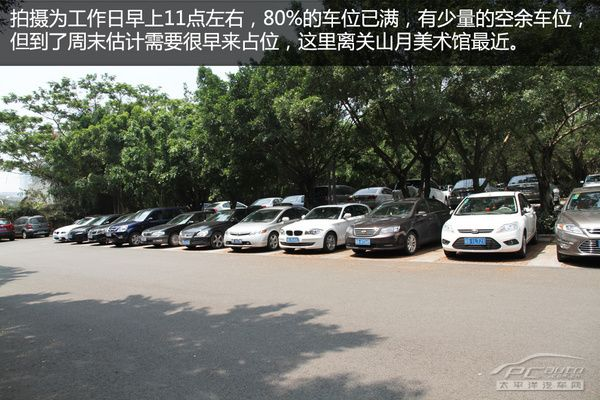 拍摄为工作日早上11点左右，80%的车位已满，有少量的空余车位，
但到了周末估计需要很早来占位，这里离关山月美术馆最近。
PCauto
太平洋汽车网